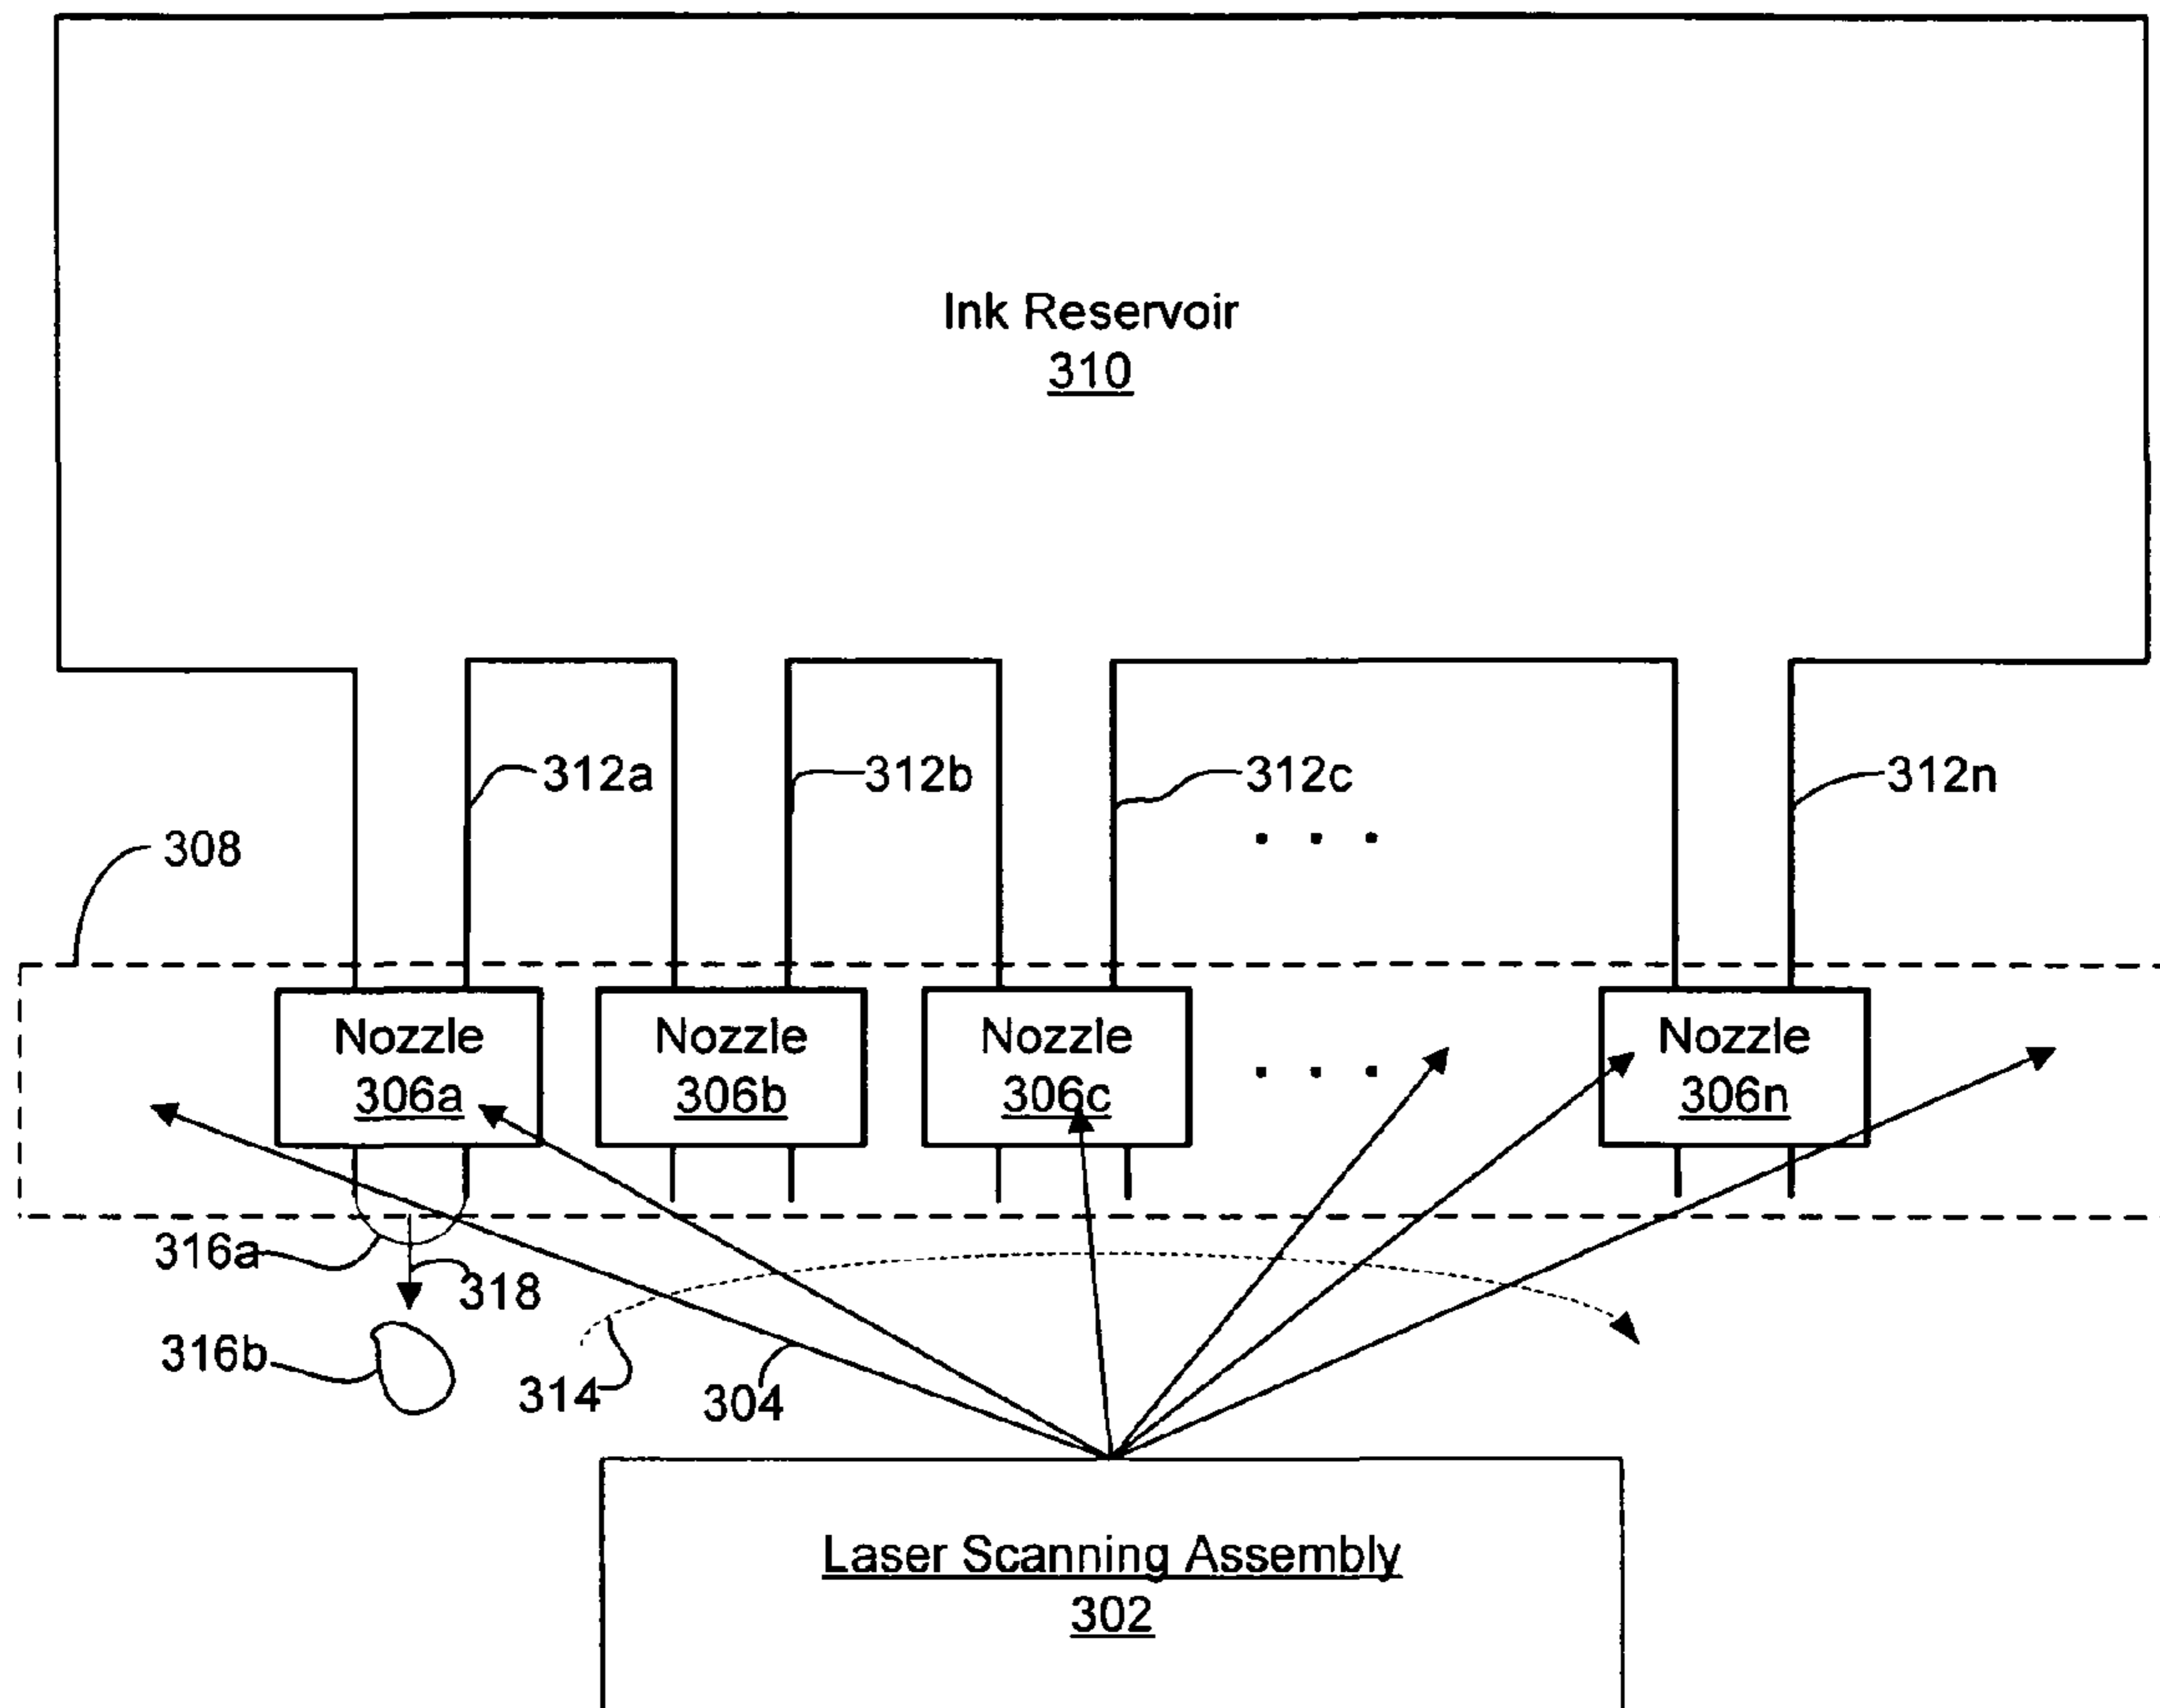 Ink Reservoir
310
312a
312b
312c
312n
. . .
308
Nozzle
306a
Nozzle
306b
Nozzle
306c
. . .
Nozzle
306n
316a
318
316b
314
304
Laser Scanning Assembly
302